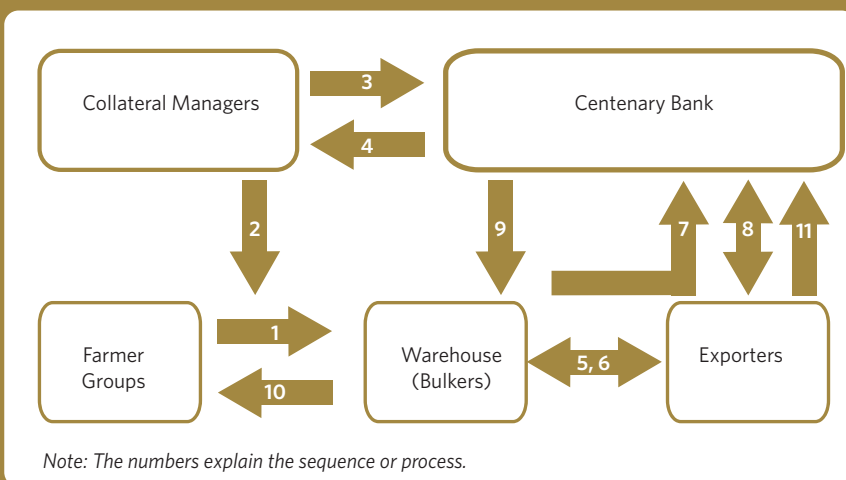 Collateral Managers
3
Centenary Bank
4
2
9
7
8
11
Farmer
Groups
1
10
Warehouse
(Bulkers)
5, 6
Exporters
Note: The numbers explain the sequence or process.